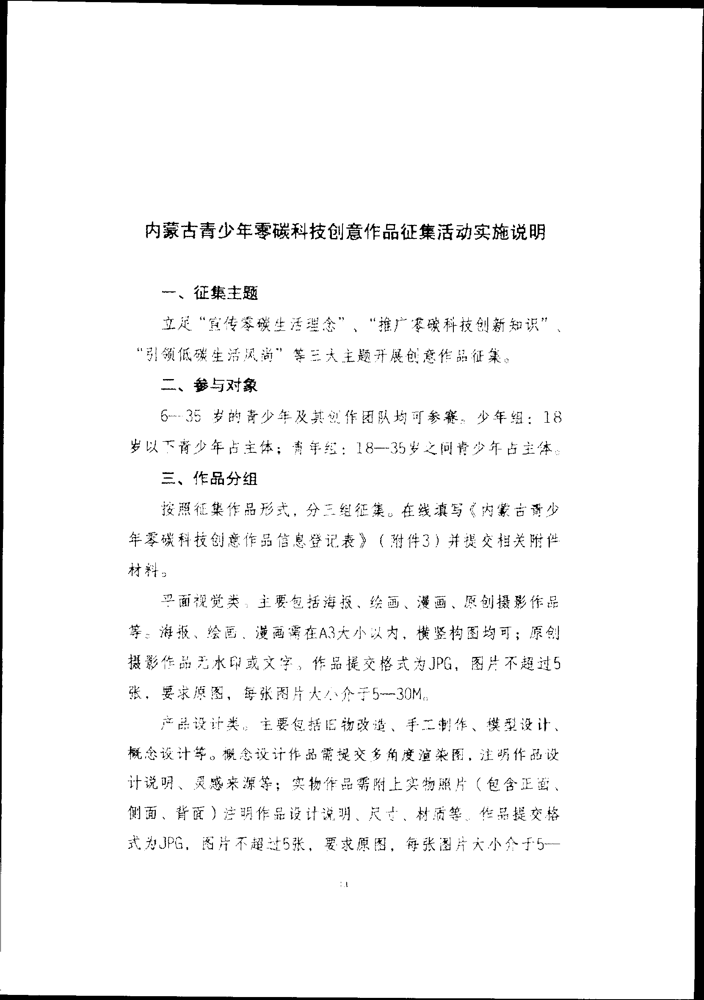 内蒙古青少年零碳科技创意作品征集活动实施说明
一、征集主题
立足“宣传零碳生活理念”、“推广零碳科技创新知识”、
“引领低碳生活风尚”等三大主题开展创意作品征集。
二、参与对象
6—35 岁的青少年及其创作团队均可参赛。少年组：18
岁以下青少年占主体；青年组：18—35岁之间青少年占主体。
三、作品分组
按照征集作品形式，分三组征集。在线填写《内蒙古青少
年零碳科技创意作品信息登记表》（附件3）并提交相关附件
材料。
平面视觉类。主要包括海报、绘画、漫画、原创摄影作品
等。海报、绘画、漫画需在A3大小以内，横竖构图均可；原创
摄影作品无水印或文字。作品提交格式为JPG，图片不超过5
张，要求原图，每张图片大小介于5—30M。
产品设计类。主要包括旧物改造、手工制作、模型设计、
概念设计等。概念设计作品需提交多角度渲染图，注明作品设
计说明、灵感来源等；实物作品需附上实物照片（包含正面、
侧面、背面）注明作品设计说明、尺寸、材质等。作品提交格
式为JPG，图片不超过5张，要求原图，每张图片大小介于5—